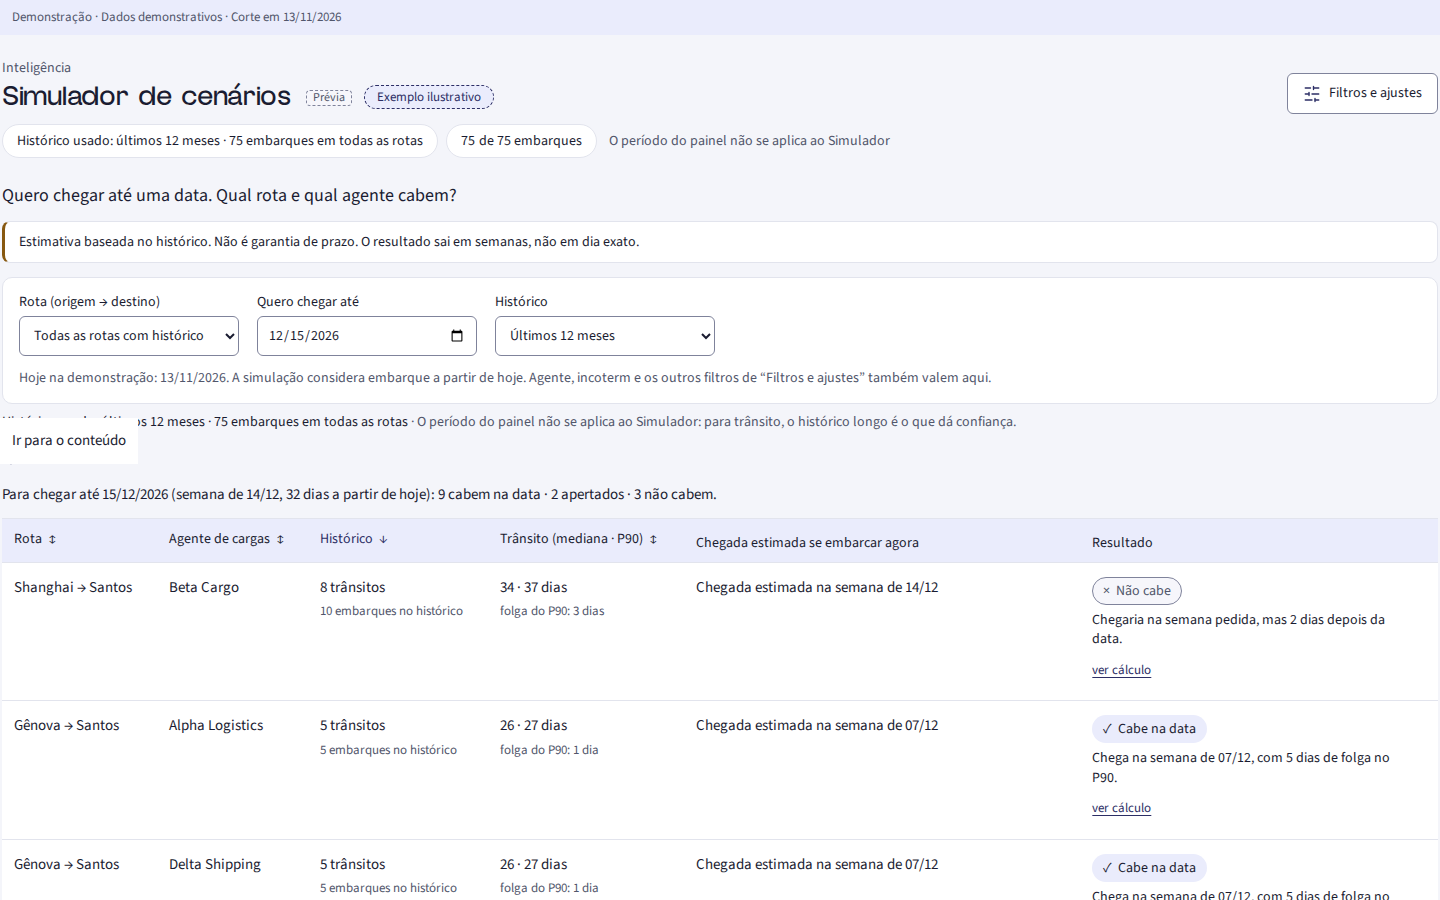 Demonstração · Dados demonstrativos · Corte em 13/11/2026
Inteligência
Simulador de cenários
Prévia
Exemplo ilustrativo
Filtros e ajustes
Histórico usado: últimos 12 meses · 75 embarques em todas as rotas
75 de 75 embarques
O período do painel não se aplica ao Simulador
Quero chegar até uma data. Qual rota e qual agente cabem?
Estimativa baseada no histórico. Não é garantia de prazo. O resultado sai em semanas, não em dia exato.
Rota (origem → destino)
Quero chegar até
Histórico
Todas as rotas com histórico
12/15/2026
Últimos 12 meses
Hoje na demonstração: 13/11/2026. A simulação considera embarque a partir de hoje. Agente, incoterm e os outros filtros de “Filtros e ajustes” também valem aqui.
12 meses · 75 embarques em todas as rotas · O período do painel não se aplica ao Simulador: para trânsito, o histórico longo é o que dá confiança.
Ir para o conteúdo
Para chegar até 15/12/2026 (semana de 14/12, 32 dias a partir de hoje): 9 cabem na data · 2 apertados · 3 não cabem.
Rota ↕
Agente de cargas ↕
Histórico ↓
Trânsito (mediana · P90) ↕
Chegada estimada se embarcar agora
Resultado
Shanghai → Santos
Beta Cargo
8 trânsitos
10 embarques no histórico
34 · 37 dias
folga do P90: 3 dias
Chegada estimada na semana de 14/12
× Não cabe
Chegaria na semana pedida, mas 2 dias depois da
data.
ver cálculo
Gênova → Santos
Alpha Logistics
5 trânsitos
5 embarques no histórico
26 · 27 dias
folga do P90: 1 dia
Chegada estimada na semana de 07/12
✓ Cabe na data
Chega na semana de 07/12, com 5 dias de folga no
P90.
ver cálculo
Gênova → Santos
Delta Shipping
5 trânsitos
5 embarques no histórico
26 · 27 dias
folga do P90: 1 dia
Chegada estimada na semana de 07/12
✓ Cabe na data
Chega na semana de 07/12, com 5 dias de folga no